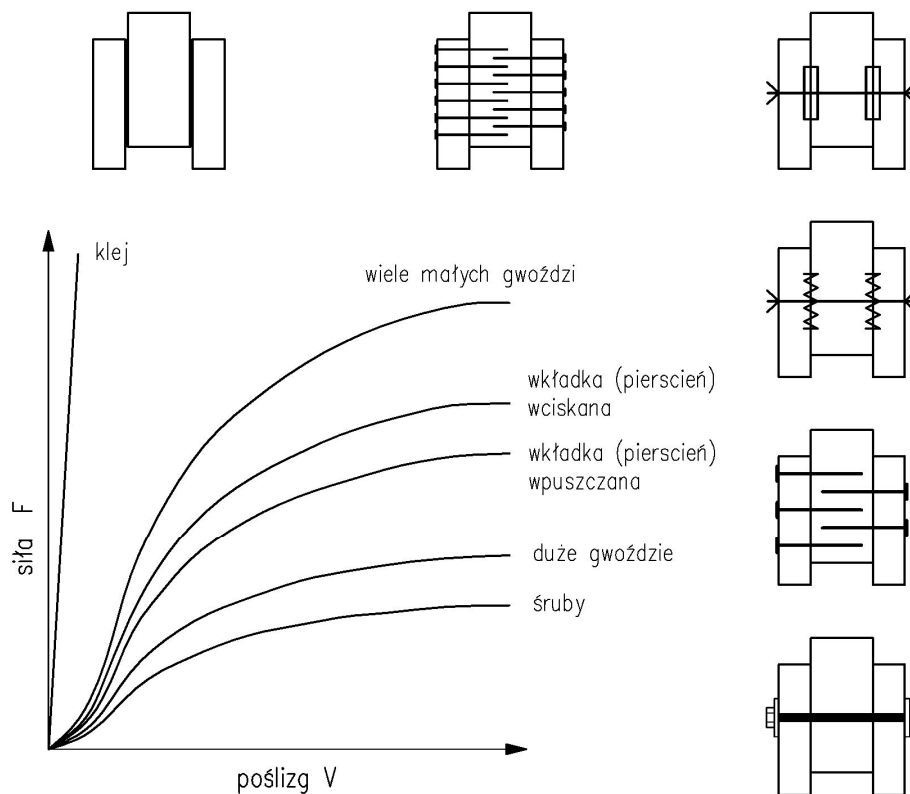 klej
wiele małych gwoździ
wkładka (pierscień)
wciskana
wkładka (pierscień)
wpuszczana
duże gwoździe
śruby
siła F
poślizg V